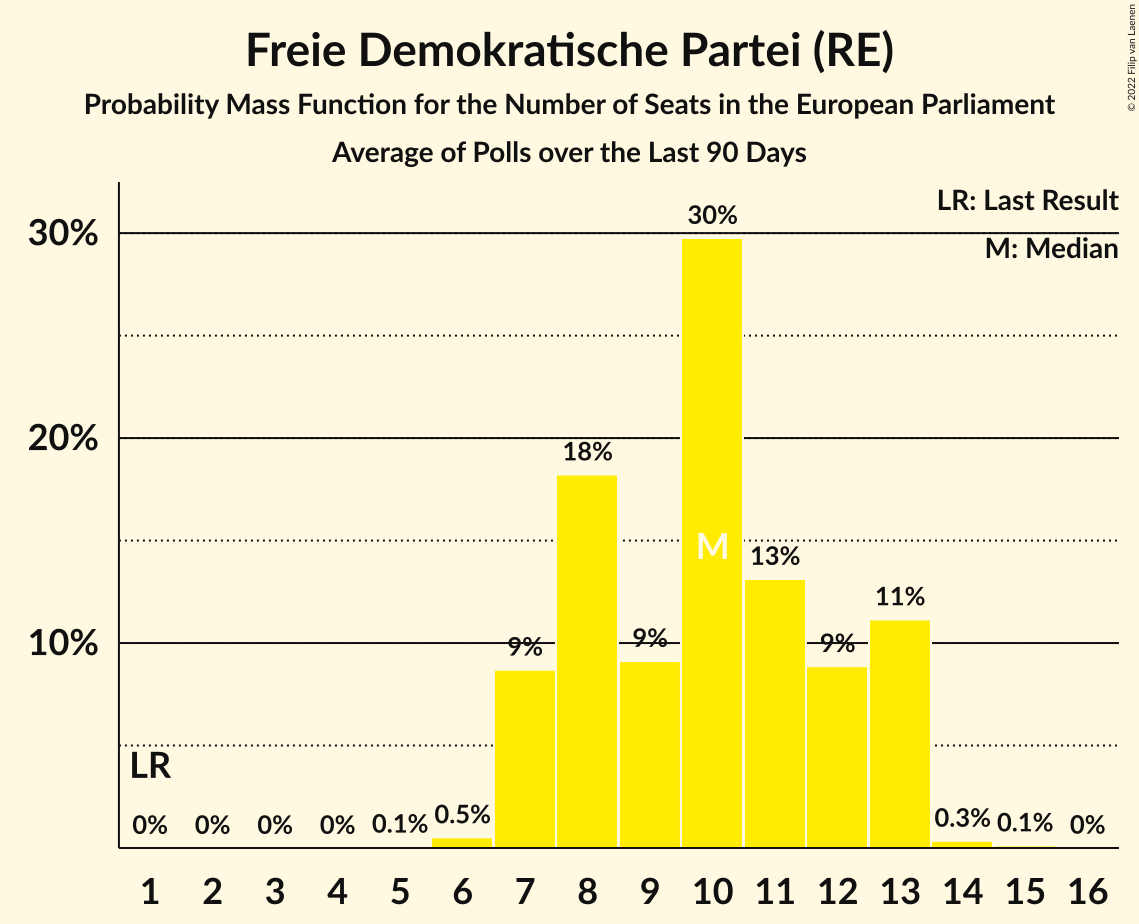 Freie Demokratische Partei (RE)
Probability Mass Function for the Number of Seats in the European Parliament
Average of Polls over the Last 90 Days
© 2022 Filip van Laenen
LR: Last Result
M: Median
30%
20%
10%
30%
18%
M
13%
11%
9%
9%
9%
LR
0%
0%
0%
0%
0.1%
0.5%
0.3%
0.1%
0%
1 2 3 4 5 6 7 8 9 10 11 12 13 14 15 16